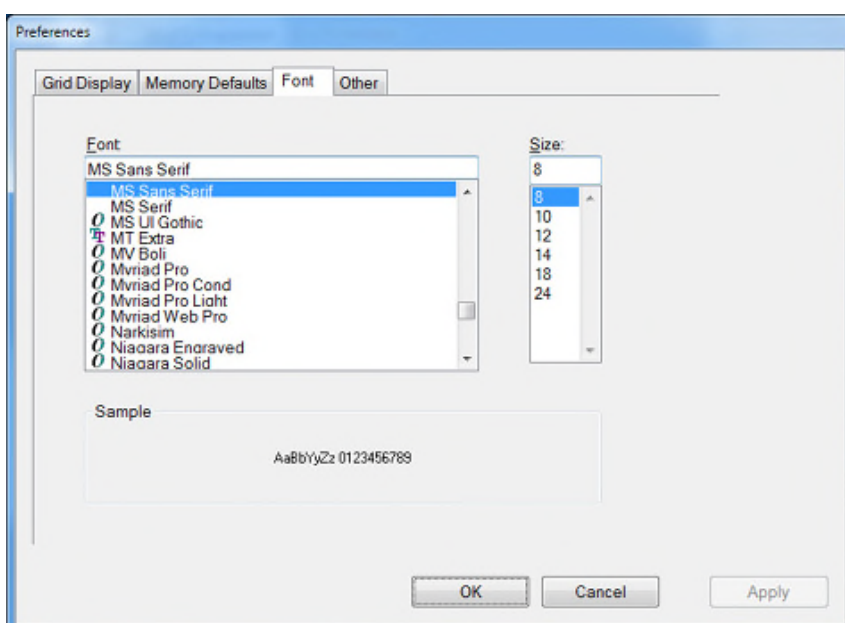 Preferences
Grid Display Memory Defaults Font Other
Font Size:
MS Sans Serif 8
MS Sans Serif 8
MS Serif 10
MS UI Gothic 12
MT Extra 14
MV Boli 18
Myriad Pro 24
Myriad Pro Cond
Myriad Pro Light
Myriad Web Pro
Narkisim
Niagara Engraved
Niagara Solid
Sample
AaBbYyZz 0123456789
OK Cancel Apply